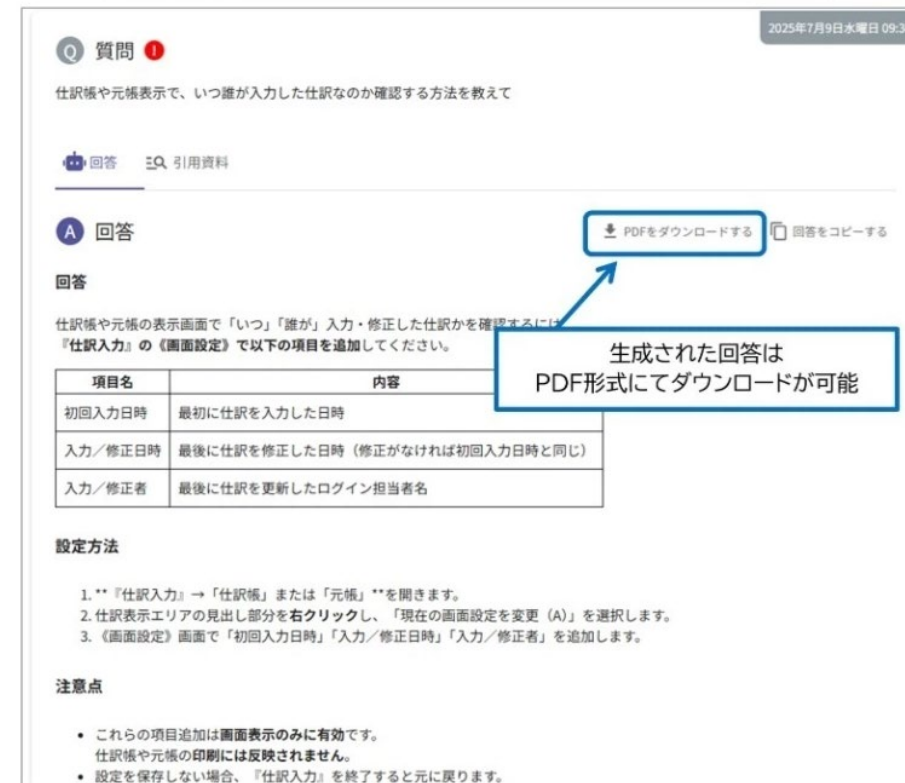 2025年7月9日水曜日 09:3
Q 質問 !
仕訳帳や元帳表示で、いつ誰が入力した仕訳なのか確認する方法を教えて
回答 引用資料
A 回答
PDFをダウンロードする 回答をコピーする
回答
仕訳帳や元帳の表示画面で「いつ」「誰が」入力・修正した仕訳かを確認するには
『仕訳入力』の《画面設定》で以下の項目を追加してください。
生成された回答は
PDF形式にてダウンロードが可能
項目名 内容
初回入力日時 最初に仕訳を入力した日時
入力／修正日時 最後に仕訳を修正した日時（修正がなければ初回入力日時と同じ）
入力／修正者 最後に仕訳を更新したログイン担当者名
設定方法
1. **『仕訳入力』→「仕訳帳」または「元帳」**を開きます。
2. 仕訳表示エリアの見出し部分を右クリックし、「現在の画面設定を変更（A）」を選択します。
3. 《画面設定》画面で「初回入力日時」「入力／修正日時」「入力／修正者」を追加します。
注意点
• これらの項目追加は画面表示のみに有効です。
仕訳帳や元帳の印刷には反映されません。
• 設定を保存しない場合、『仕訳入力』を終了すると元に戻ります。